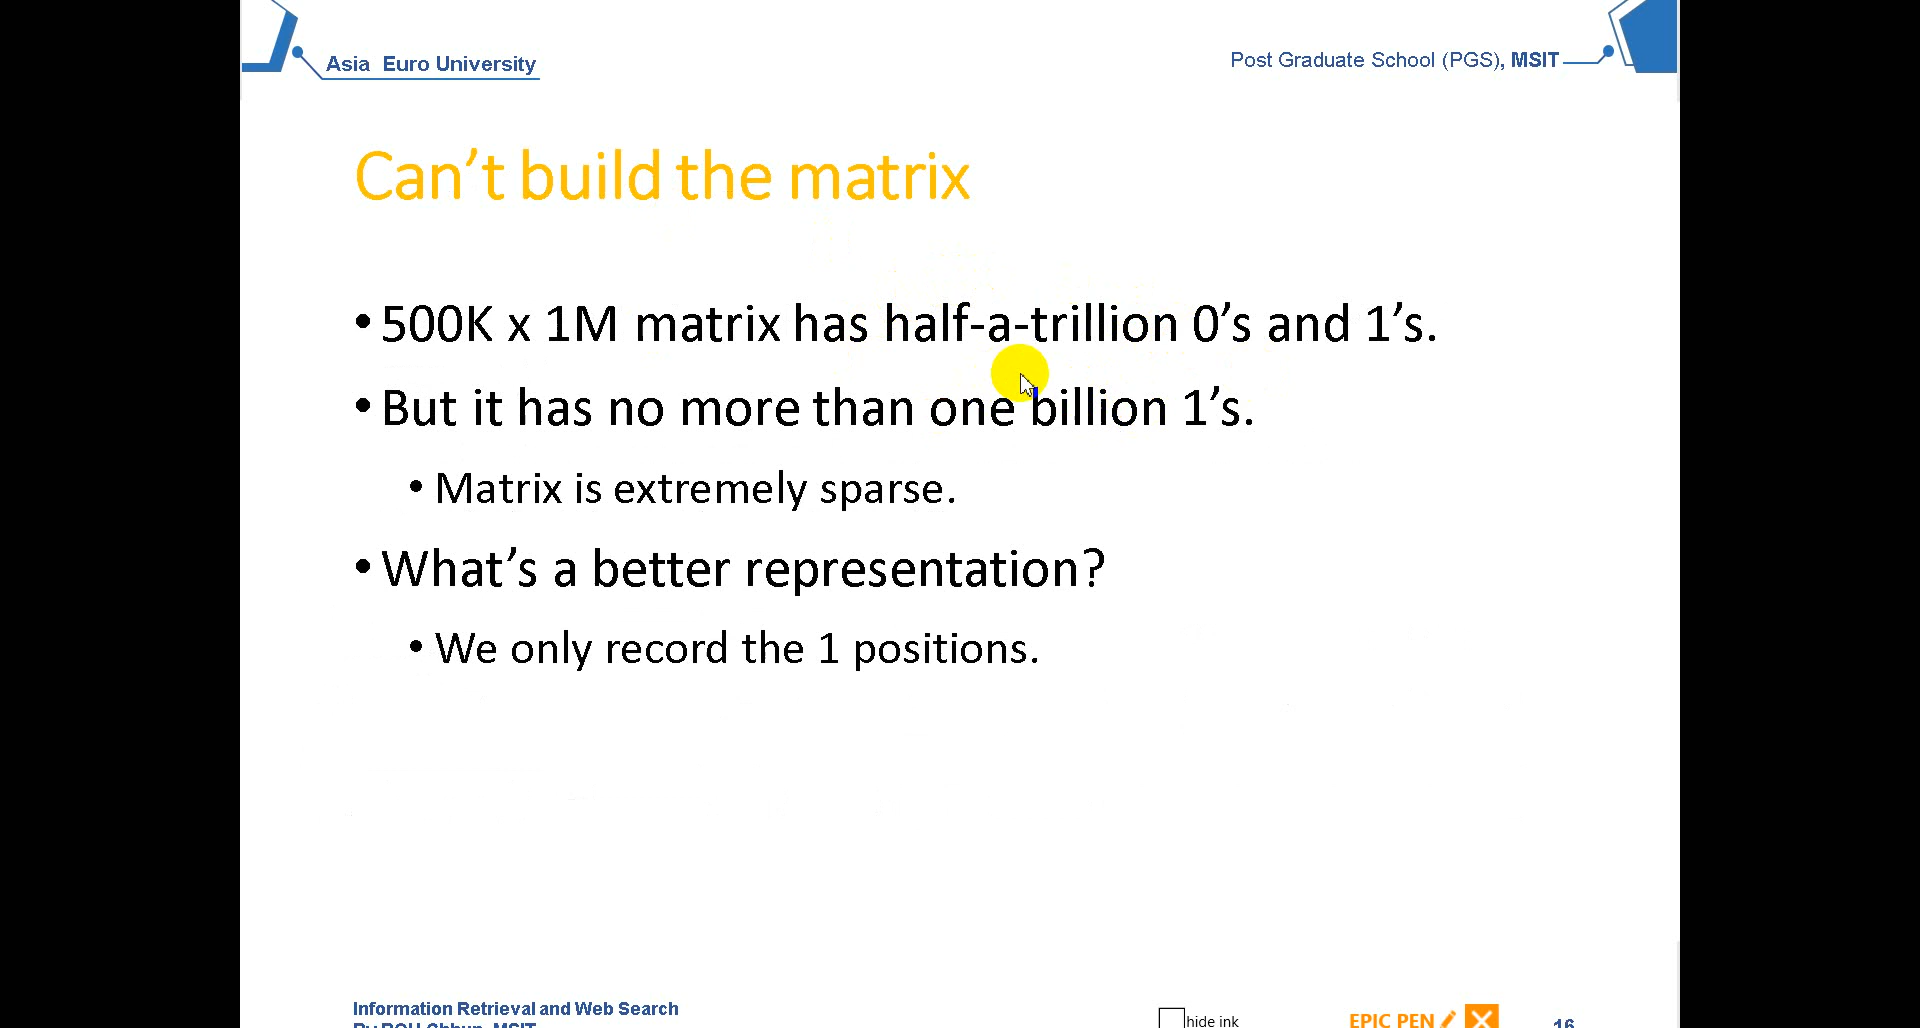 Asia Euro University
Post Graduate School (PGS), MSIT
Can’t build the matrix
•500K x 1M matrix has half-a-trillion 0’s and 1’s.
•But it has no more than one billion 1’s.
• Matrix is extremely sparse.
•What’s a better representation?
• We only record the 1 positions.
Information Retrieval and Web Search
hide ink
EPIC PEN
16